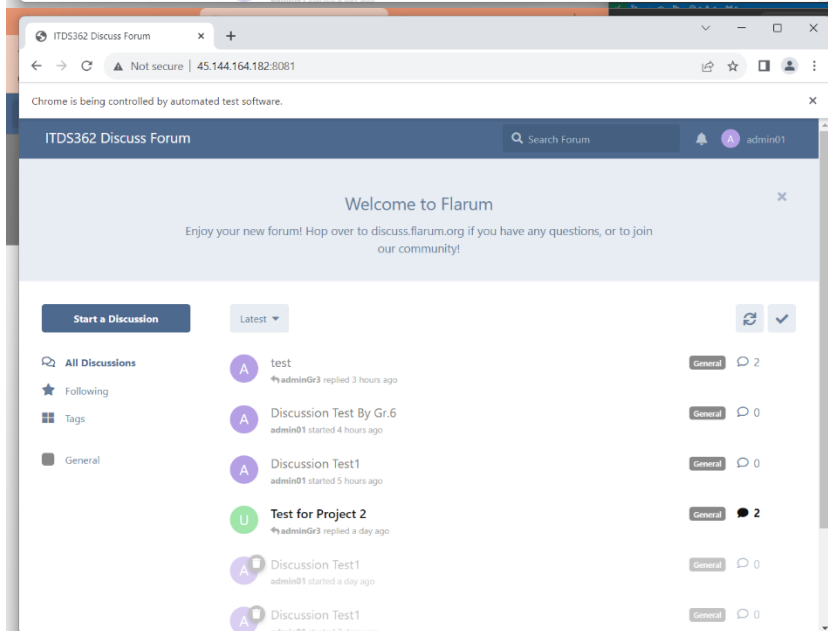 ITDS362 Discuss Forum
Not secure | 45.144.164.182:8081
Chrome is being controlled by automated test software.
ITDS362 Discuss Forum
Search Forum
A admin01
Welcome to Flarum
Enjoy your new forum! Hop over to discuss.flarum.org if you have any questions, or to join
our community!
Start a Discussion
Latest
All Discussions
Following
Tags
General
A test General 2
adminGr3 replied 3 hours ago
A Discussion Test By Gr.6 General 0
admin01 started 4 hours ago
A Discussion Test1 General 0
admin01 started 5 hours ago
U Test for Project 2 General 2
adminGr3 replied a day ago
A Discussion Test1 General 0
admin01 started a day ago
A Discussion Test1 General 0